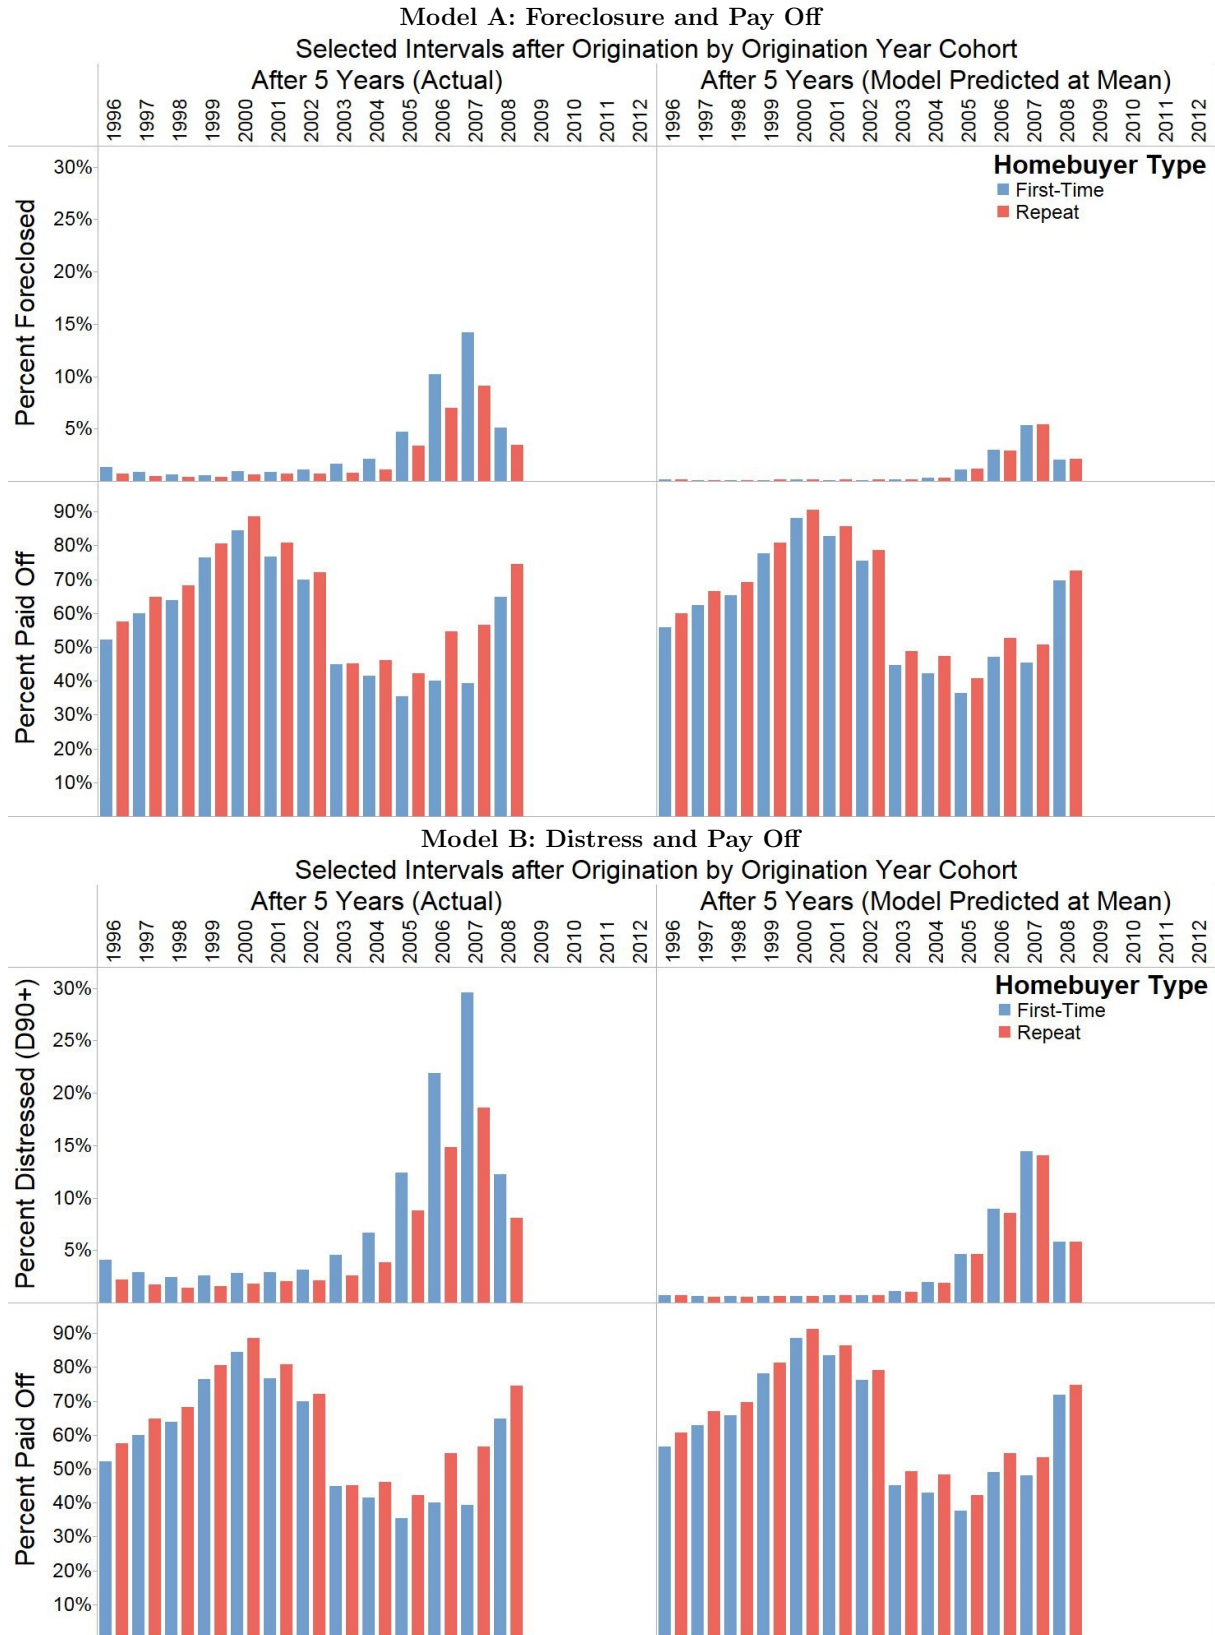 Model A: Foreclosure and Pay Off
Selected Intervals after Origination by Origination Year Cohort
After 5 Years (Actual) After 5 Years (Model Predicted at Mean)
1996 1997 1998 1999 2000 2001 2002 2003 2004 2005 2006 2007 2008 2009 2010 2011 2012 1996 1997 1998 1999 2000 2001 2002 2003 2004 2005 2006 2007 2008 2009 2010 2011 2012
Percent Foreclosed
30%
25%
20%
15%
10%
5%
Homebuyer Type
First-Time
Repeat
Percent Paid Off
90%
80%
70%
60%
50%
40%
30%
20%
10%
Model B: Distress and Pay Off
Selected Intervals after Origination by Origination Year Cohort
After 5 Years (Actual) After 5 Years (Model Predicted at Mean)
1996 1997 1998 1999 2000 2001 2002 2003 2004 2005 2006 2007 2008 2009 2010 2011 2012 1996 1997 1998 1999 2000 2001 2002 2003 2004 2005 2006 2007 2008 2009 2010 2011 2012
Percent Distressed (D90+)
30%
25%
20%
15%
10%
5%
Homebuyer Type
First-Time
Repeat
Percent Paid Off
90%
80%
70%
60%
50%
40%
30%
20%
10%